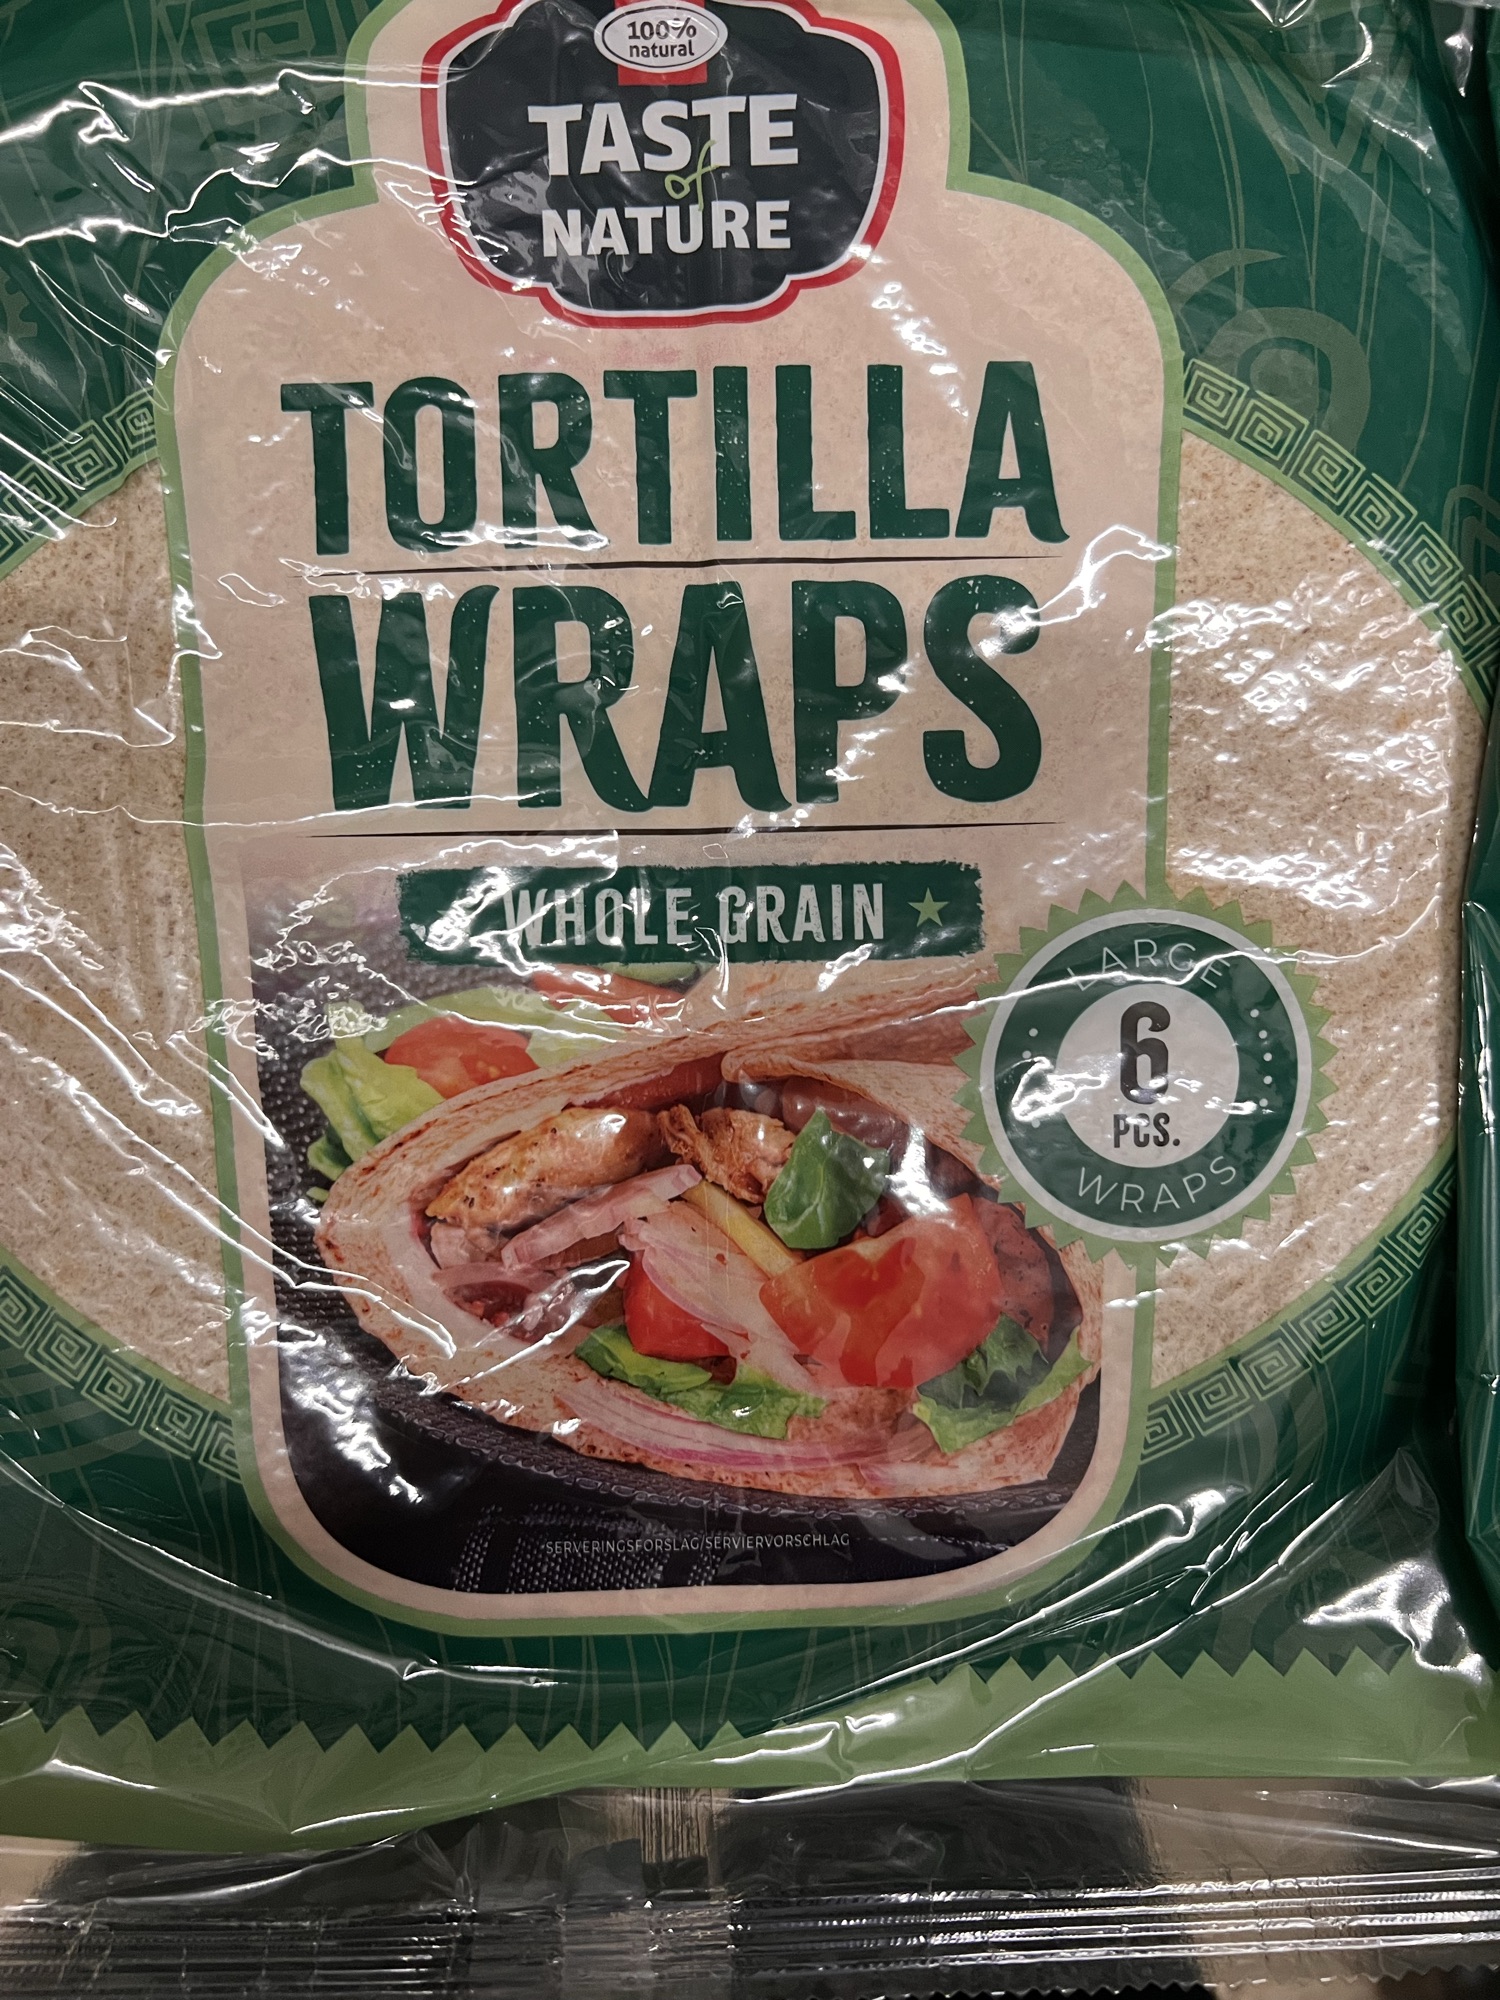 100%
natural
TASTE
of
NATURE
TORTILLA
WRAPS
WHOLE GRAIN
LARGE
6
PCS.
WRAPS
SERVERINGSFORSLAG/SERVIERVORSCHLAG